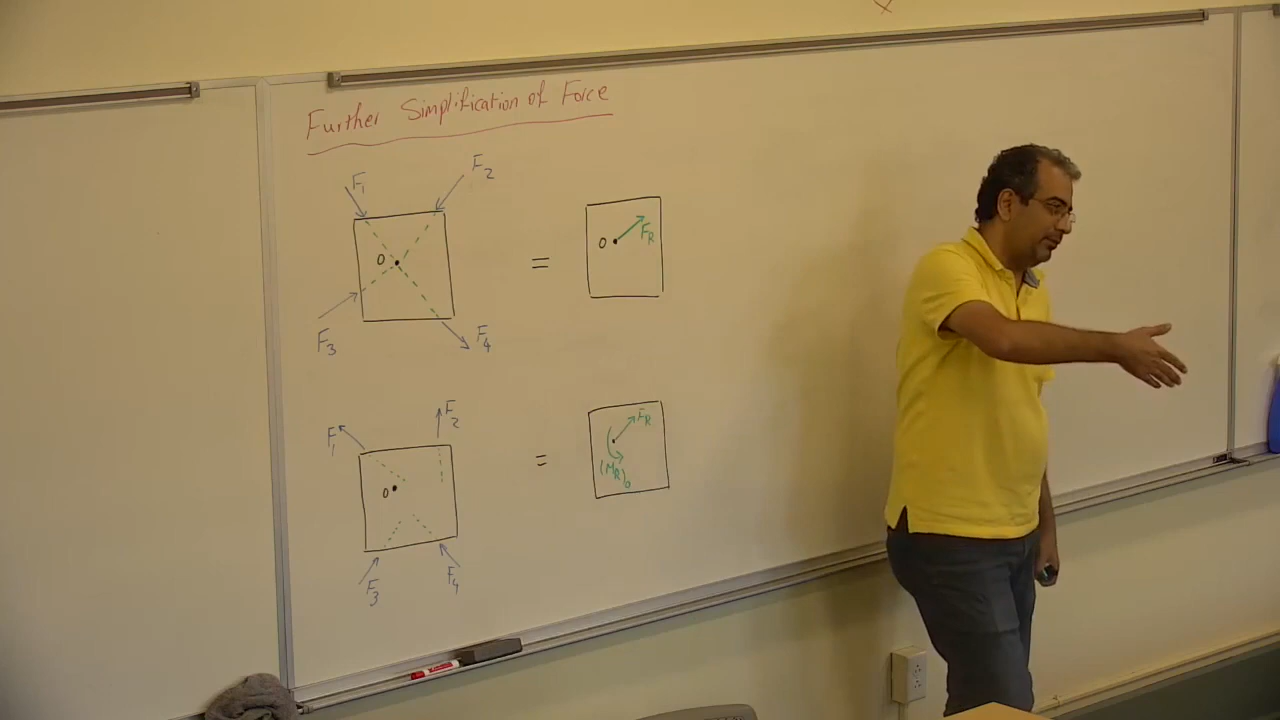 Further Simplification of Force
F1
F2
O
F3
F4
=
O
FR
F1
F2
O
F3
F4
=
FR
(MR)o